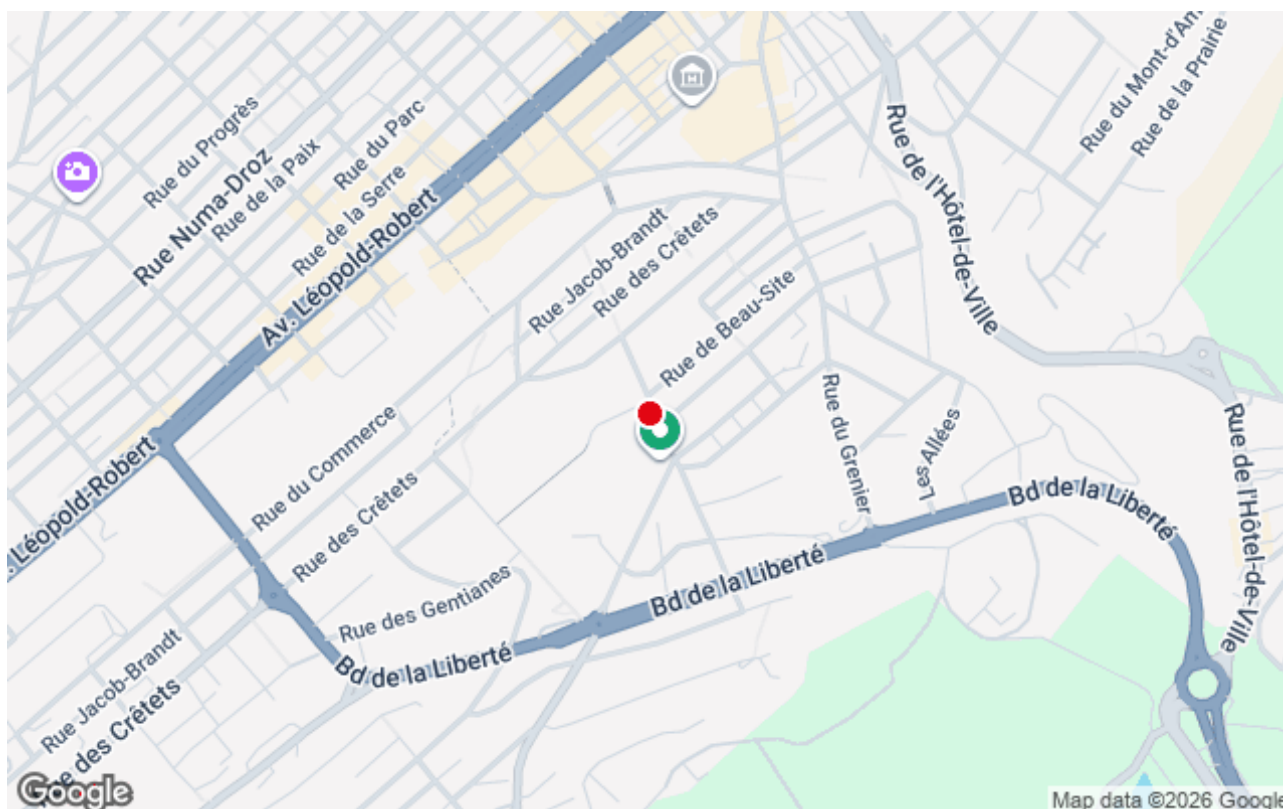 Rue du Mont-d'Am
Rue de la Prairie
Rue du Progrès
Rue Numa-Droz
Rue de la Paix
Rue du Parc
Rue de la Serre
Av. Léopold-Robert
Rue de l'Hôtel-de-Ville
Rue Jacob-Brandt
Rue des Crêtets
Rue de Beau-Site
Rue du Grenier
Les Allées
Rue du Commerce
Léopold-Robert
Rue des Crêtets
Rue des Gentianes
Bd de la Liberté
Bd de la Liberté
Bd de la Liberté
Rue de l'Hôtel-de-Ville
Rue Jacob-Brandt
Rue des Crêtets
Google
Map data ©2026 Google